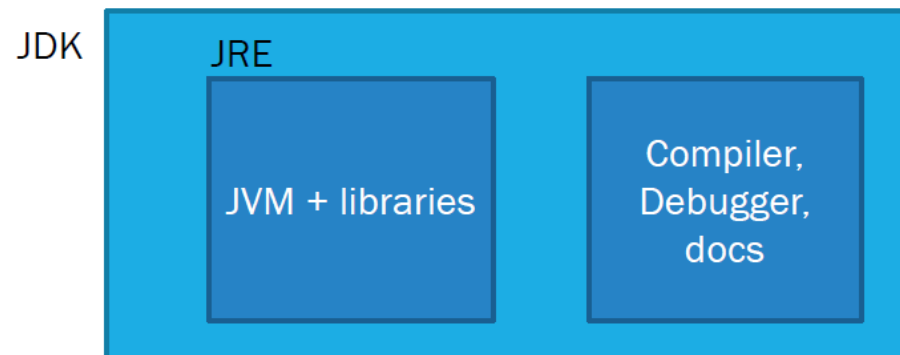 JDK
JRE
JVM + libraries
Compiler,
Debugger,
docs